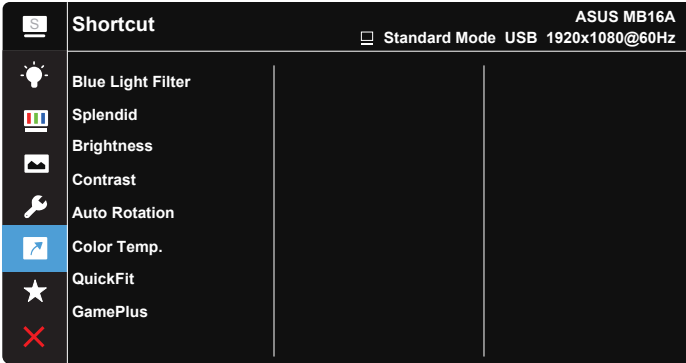 S
Shortcut
ASUS MB16A
Standard Mode USB 1920x1080@60Hz
Blue Light Filter
Splendid
Brightness
Contrast
Auto Rotation
Color Temp.
QuickFit
GamePlus